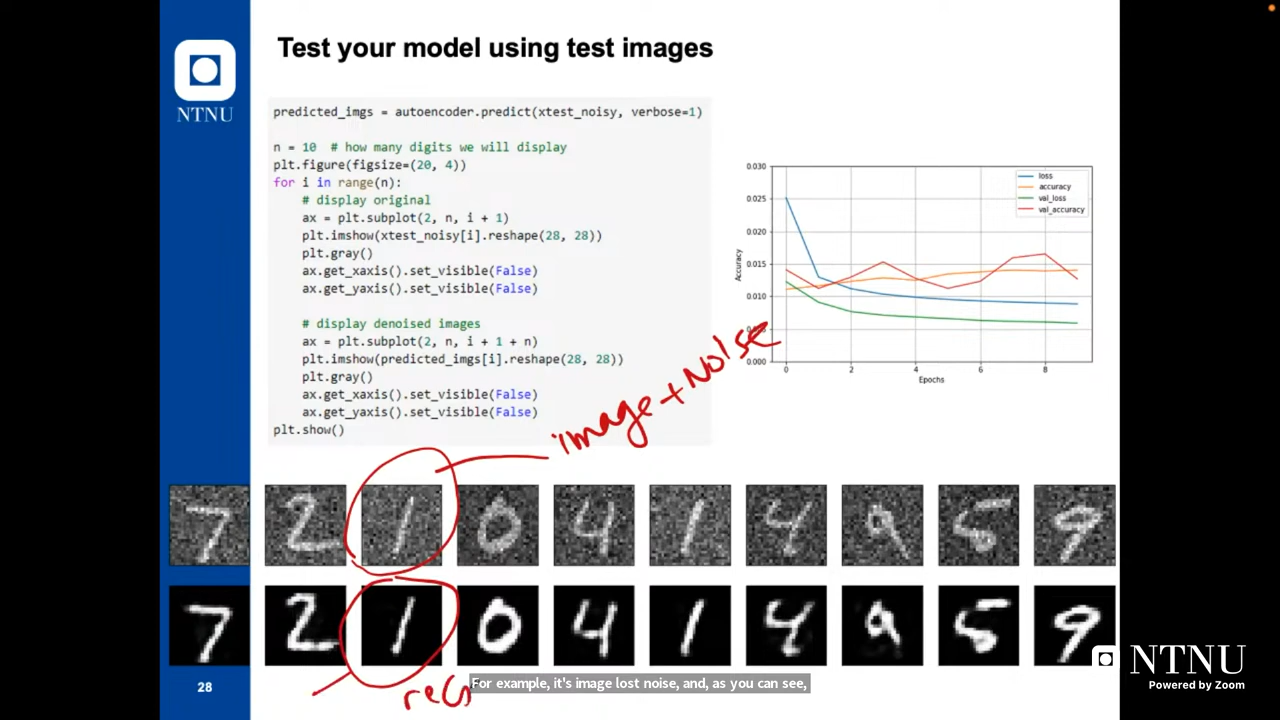 Test your model using test images
NTNU
predicted_imgs = autoencoder.predict(xtest_noisy, verbose=1)
n = 10 # how many digits we will display
plt.figure(figsize=(20, 4))
for i in range(n):
# display original
ax = plt.subplot(2, n, i + 1)
plt.imshow(xtest_noisy[i].reshape(28, 28))
plt.gray()
ax.get_xaxis().set_visible(False)
ax.get_yaxis().set_visible(False)
# display denoised images
ax = plt.subplot(2, n, i + 1 + n)
plt.imshow(predicted_imgs[i].reshape(28, 28))
plt.gray()
ax.get_xaxis().set_visible(False)
ax.get_yaxis().set_visible(False)
plt.show()
0.030
0.025
0.020
0.015
0.010
0.000
Accuracy
loss
accuracy
val_loss
val_accuracy
0 2 4 6 8
Epochs
image + Noise
7 2 1 0 4 1 4 9 5 9
7 2 1 0 4 1 4 9 5 9
28
For example, it's image lost noise, and, as you can see,
NTNU
Powered by Zoom